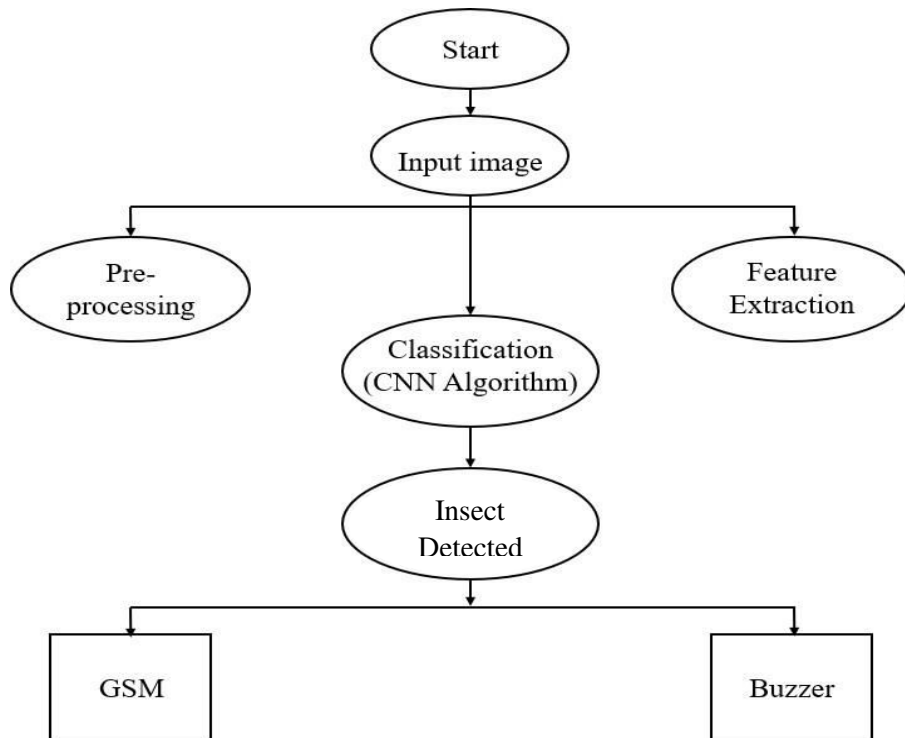 Start
Input image
Pre-
processing
Feature
Extraction
Classification
(CNN Algorithm)
Insect
Detected
GSM
Buzzer